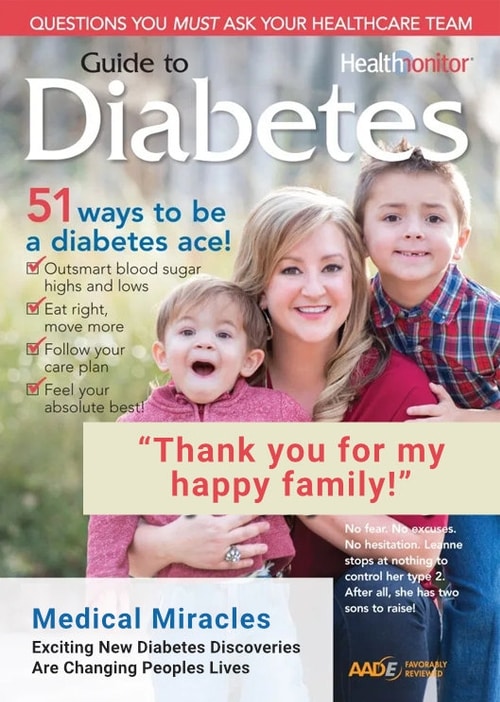 QUESTIONS YOU MUST ASK YOUR HEALTHCARE TEAM
Guide to
Healthmonitor
Diabetes
51 ways to be
a diabetes ace!
Outsmart blood sugar
highs and lows
Eat right,
move more
Follow your
care plan
Feel your
absolute best!
“Thank you for my
happy family!”
No fear. No excuses.
No hesitation. Leanne
stops at nothing to
control her type 2.
After all, she has two
sons to raise!
Medical Miracles
Exciting New Diabetes Discoveries
Are Changing Peoples Lives
AADE FAVORABLY
REVIEWED